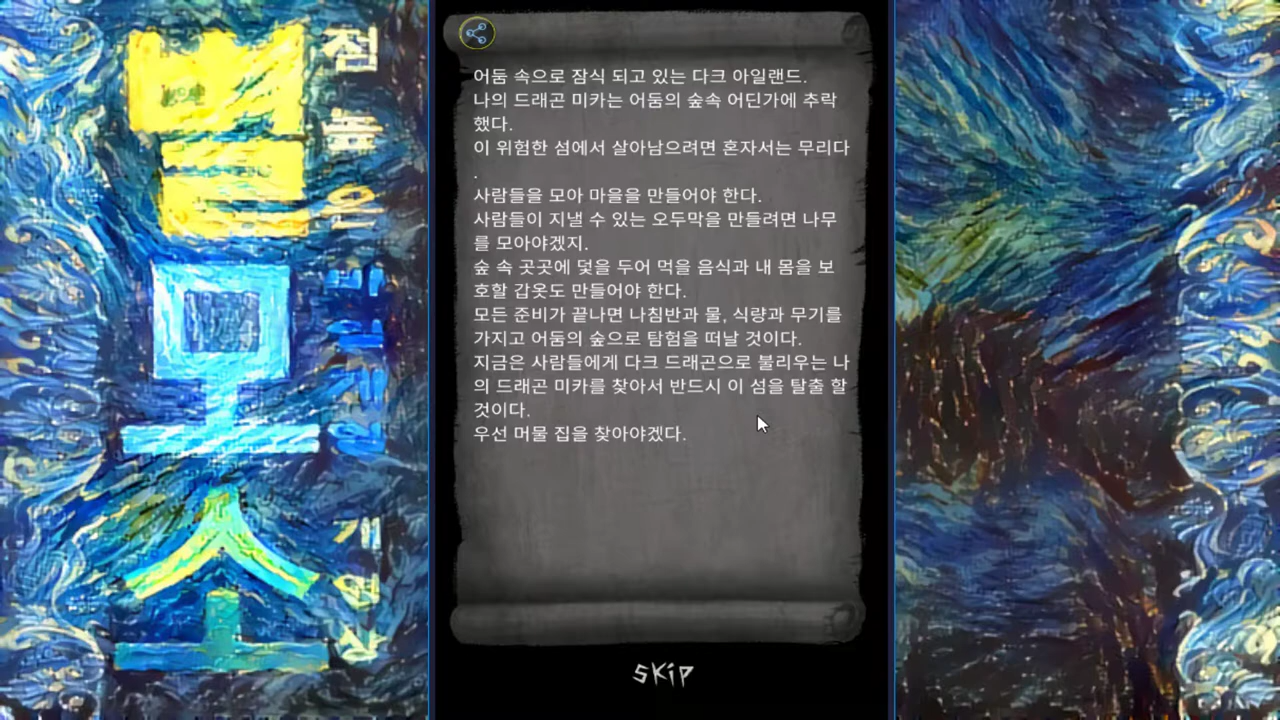 어둠 속으로 잠식 되고 있는 다크 아일랜드.
나의 드래곤 미카는 어둠의 숲속 어딘가에 추락
했다.
이 위험한 섬에서 살아남으려면 혼자서는 무리다
.
사람들을 모아 마을을 만들어야 한다.
사람들이 지낼 수 있는 오두막을 만들려면 나무
를 모아야겠지.
숲 속 곳곳에 덫을 두어 먹을 음식과 내 몸을 보
호할 갑옷도 만들어야 한다.
모든 준비가 끝나면 나침반과 물, 식량과 무기를
가지고 어둠의 숲으로 탐험을 떠날 것이다.
지금은 사람들에게 다크 드래곤으로 불리우는 나
의 드래곤 미카를 찾아서 반드시 이 섬을 탈출 할
것이다.
우선 머물 집을 찾아야겠다.
SKiP